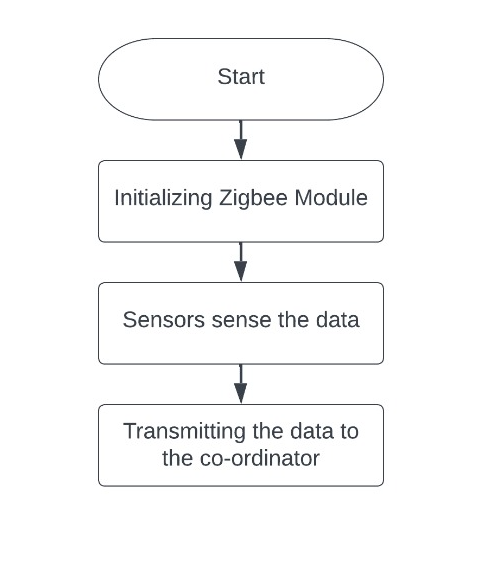 Start
Initializing Zigbee Module
Sensors sense the data
Transmitting the data to
the co-ordinator